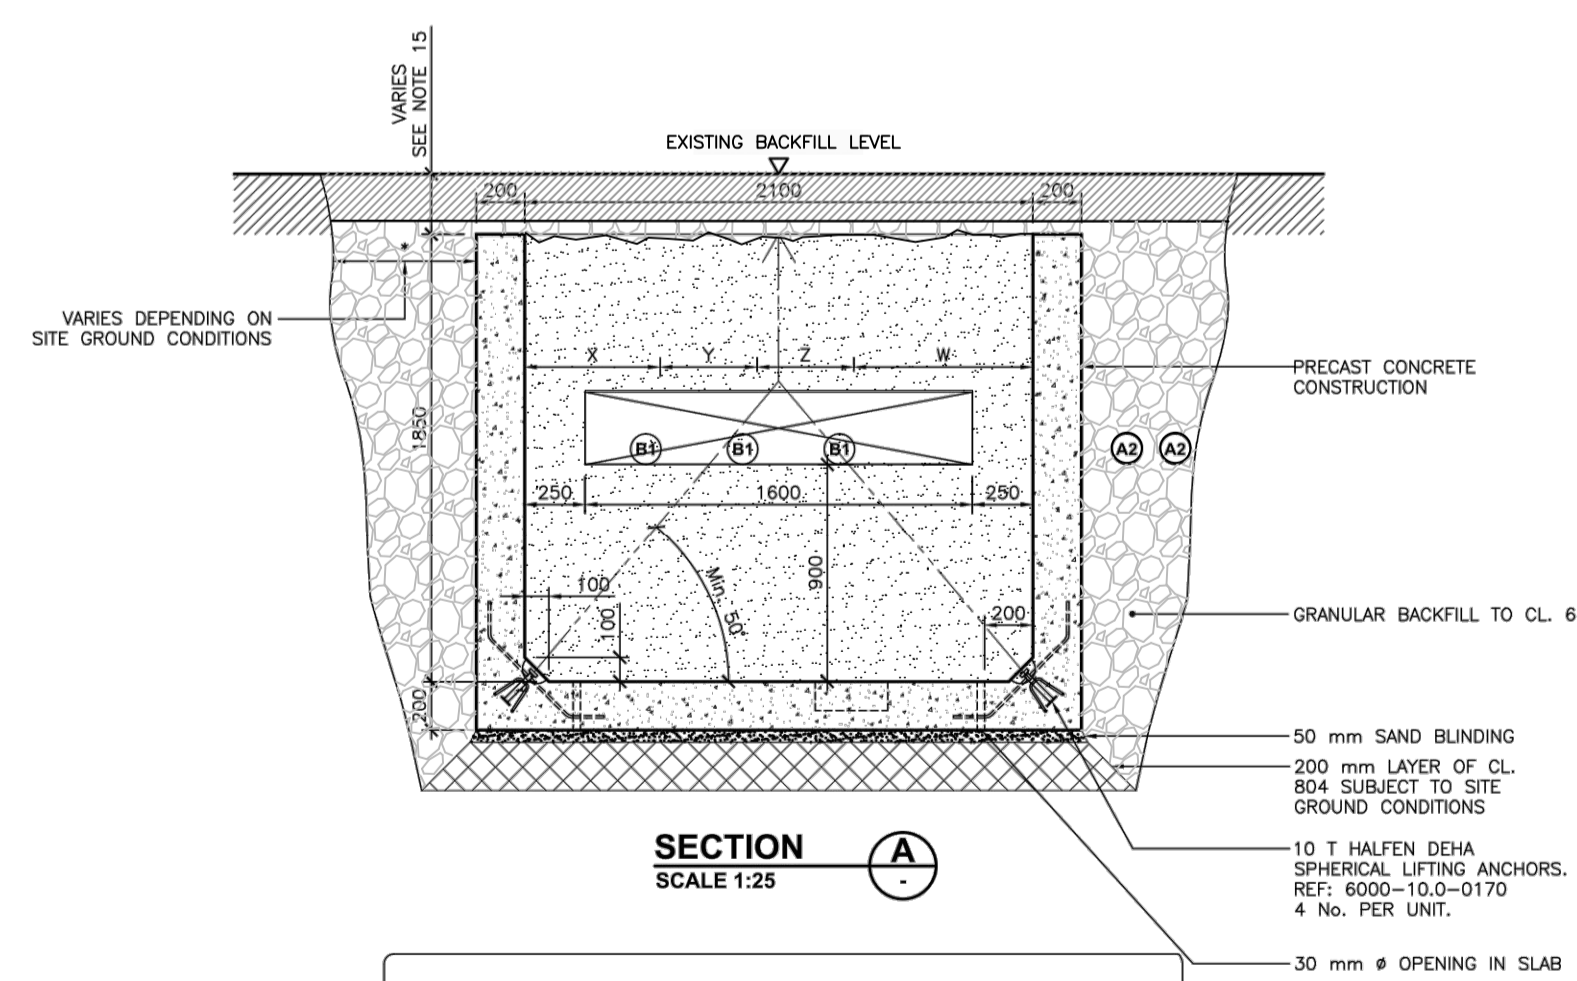 VARIES
SEE NOTE 15
EXISTING BACKFILL LEVEL
200
2100
200
*
VARIES DEPENDING ON
SITE GROUND CONDITIONS
X
Y
Z
W
PRECAST CONCRETE
CONSTRUCTION
1850
B1
B1
B1
A2
A2
250
1600
250
900
Min. 50°
100
100
200
GRANULAR BACKFILL TO CL. 6
200
50 mm SAND BLINDING
200 mm LAYER OF CL.
804 SUBJECT TO SITE
GROUND CONDITIONS
SECTION
SCALE 1:25
A
-
10 T HALFEN DEHA
SPHERICAL LIFTING ANCHORS.
REF: 6000-10.0-0170
4 No. PER UNIT.
30 mm ø OPENING IN SLAB